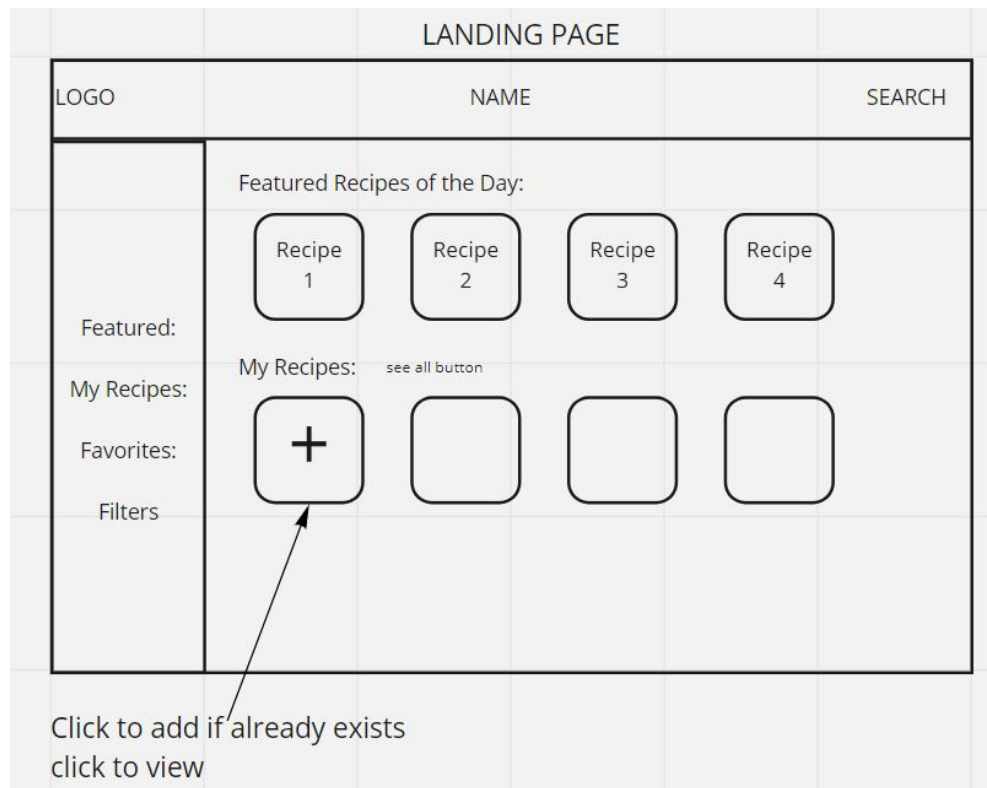 LANDING PAGE
LOGO
NAME
SEARCH
Featured Recipes of the Day:
Recipe
1
Recipe
2
Recipe
3
Recipe
4
Featured:
My Recipes:
Favorites:
Filters
My Recipes:
see all button
+
Click to add if already exists
click to view